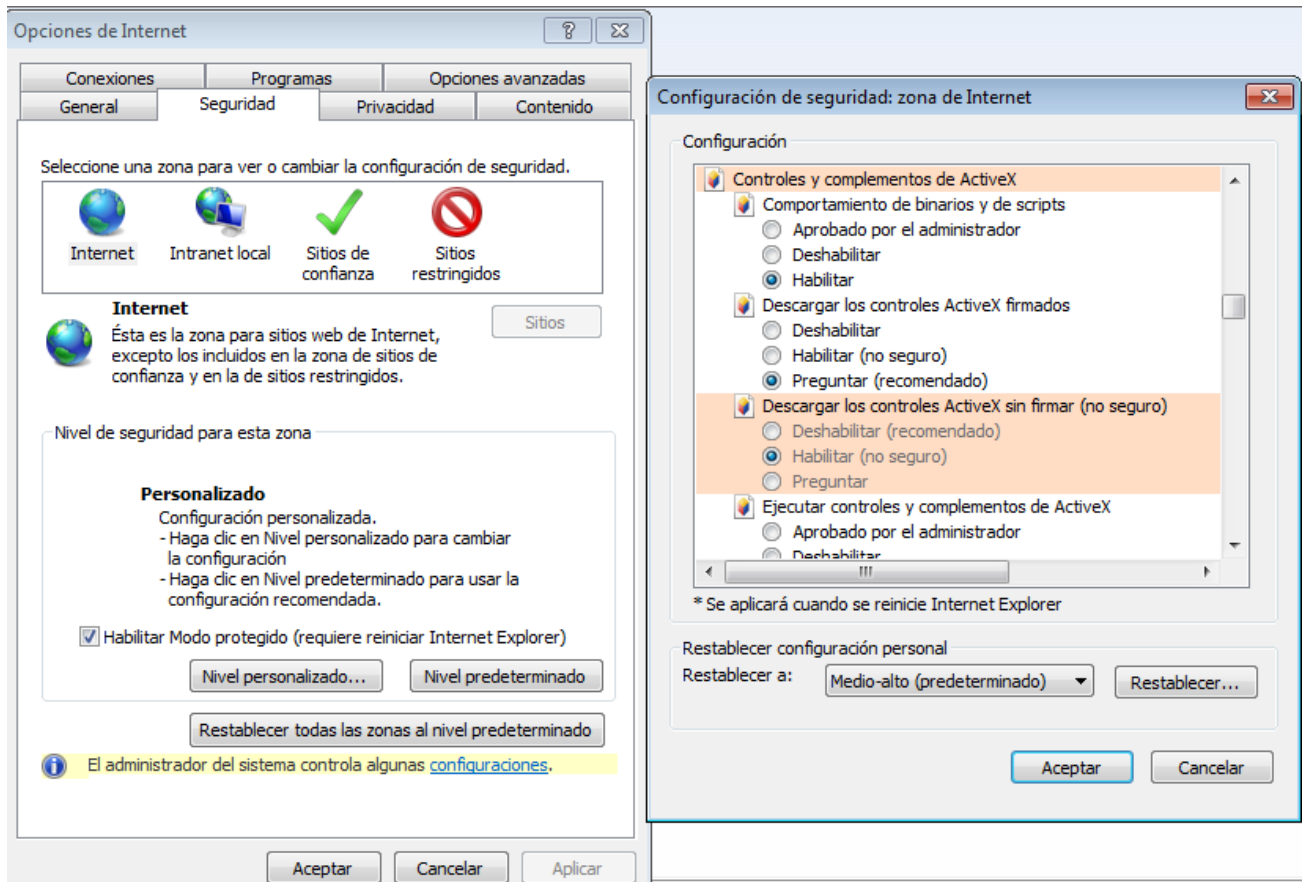 Opciones de Internet
Conexiones
Programas
Opciones avanzadas
General
Seguridad
Privacidad
Contenido
Seleccione una zona para ver o cambiar la configuración de seguridad.
Internet
Intranet local
Sitios de
confianza
Sitios
restringidos
Internet
Ésta es la zona para sitios web de Internet,
excepto los incluidos en la zona de sitios de
confianza y en la de sitios restringidos.
Sitios
Nivel de seguridad para esta zona
Personalizado
Configuración personalizada.
- Haga clic en Nivel personalizado para cambiar
la configuración
- Haga clic en Nivel predeterminado para usar la
configuración recomendada.
Habilitar Modo protegido (requiere reiniciar Internet Explorer)
Nivel personalizado...
Nivel predeterminado
Restablecer todas las zonas al nivel predeterminado
El administrador del sistema controla algunas configuraciones.
Aceptar
Cancelar
Aplicar
Configuración de seguridad: zona de Internet
Configuración
Controles y complementos de ActiveX
Comportamiento de binarios y de scripts
Aprobado por el administrador
Deshabilitar
Habilitar
Descargar los controles ActiveX firmados
Deshabilitar
Habilitar (no seguro)
Preguntar (recomendado)
Descargar los controles ActiveX sin firmar (no seguro)
Deshabilitar (recomendado)
Habilitar (no seguro)
Preguntar
Ejecutar controles y complementos de ActiveX
Aprobado por el administrador
Deshabilitar
* Se aplicará cuando se reinicie Internet Explorer
Restablecer configuración personal
Restablecer a:
Medio-alto (predeterminado)
Restablecer...
Aceptar
Cancelar